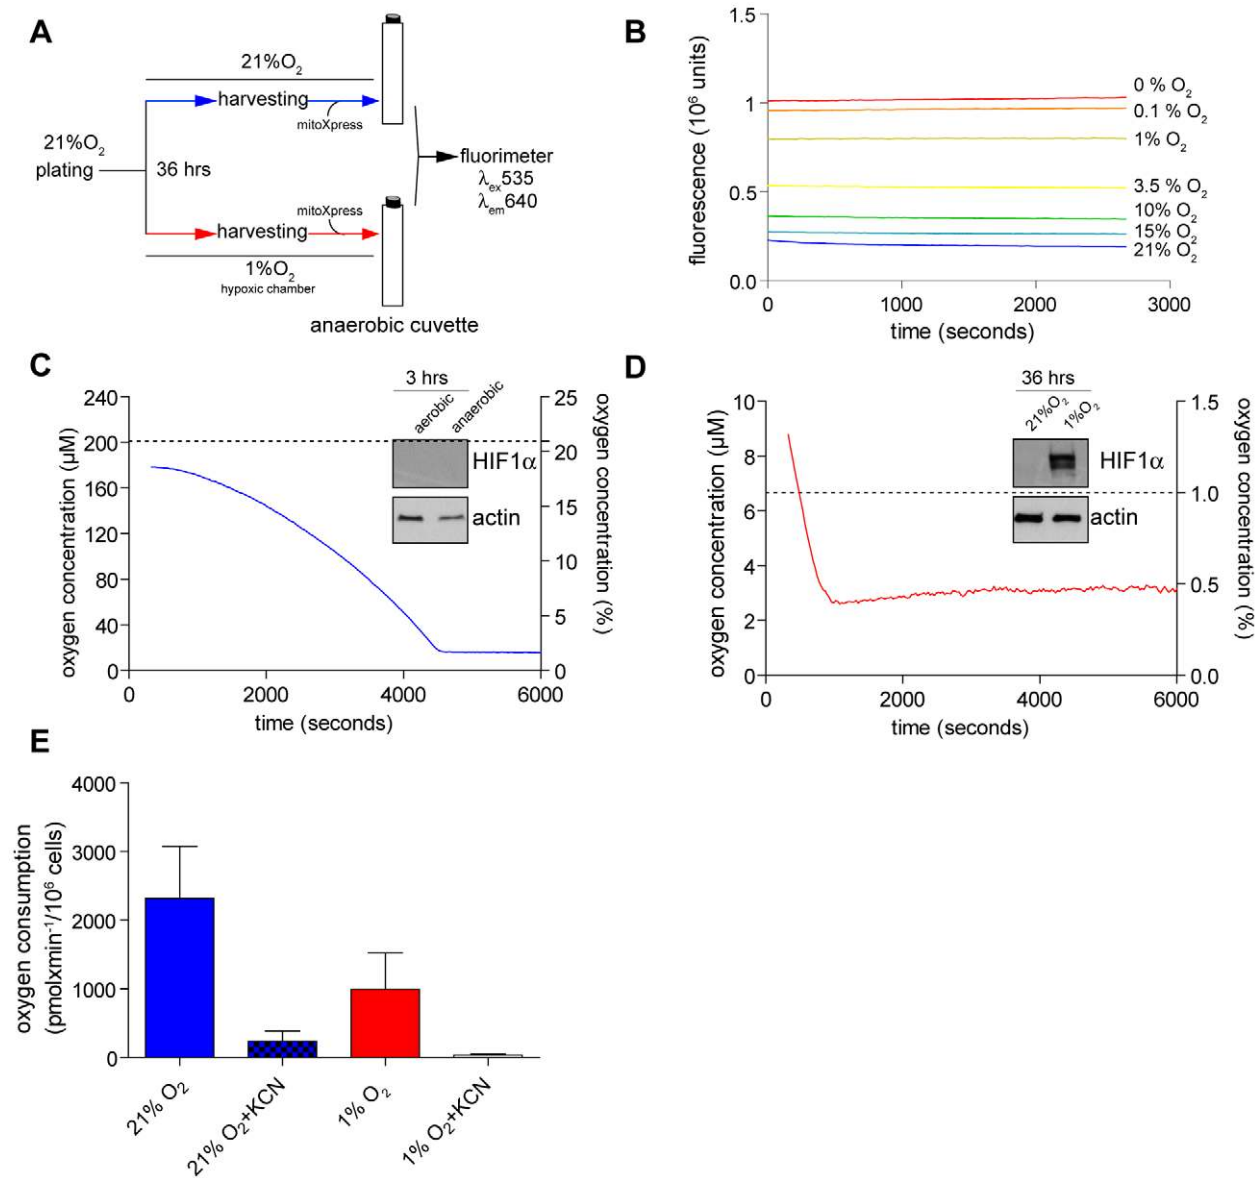 A
21%O2
harvesting
mitoXpress
21%O2
plating
36 hrs
fluorimeter
λex535
λem640
mitoXpress
harvesting
1%O2
hypoxic chamber
anaerobic cuvette
B
fluorescence (10⁶ units)
1.5
1
0.5
0.0
0 % O2
0.1 % O2
1% O2
3.5 % O2
10% O2
15% O2
21% O2
0 1000 2000 3000
time (seconds)
C
oxygen concentration (µM)
240
200
160
120
80
40
0
3 hrs
aerobic
anaerobic
HIF1α
actin
25
20
15
10
5
0
oxygen concentration (%)
0 2000 4000 6000
time (seconds)
D
oxygen concentration (µM)
10
8
6
4
2
0
36 hrs
21%O2
1%O2
HIF1α
actin
1.5
1.0
0.5
0.0
oxygen concentration (%)
0 2000 4000 6000
time (seconds)
E
oxygen consumption
(pmolxmin⁻¹/10⁶ cells)
4000
3000
2000
1000
0
21% O2
21% O2+KCN
1% O2
1% O2+KCN